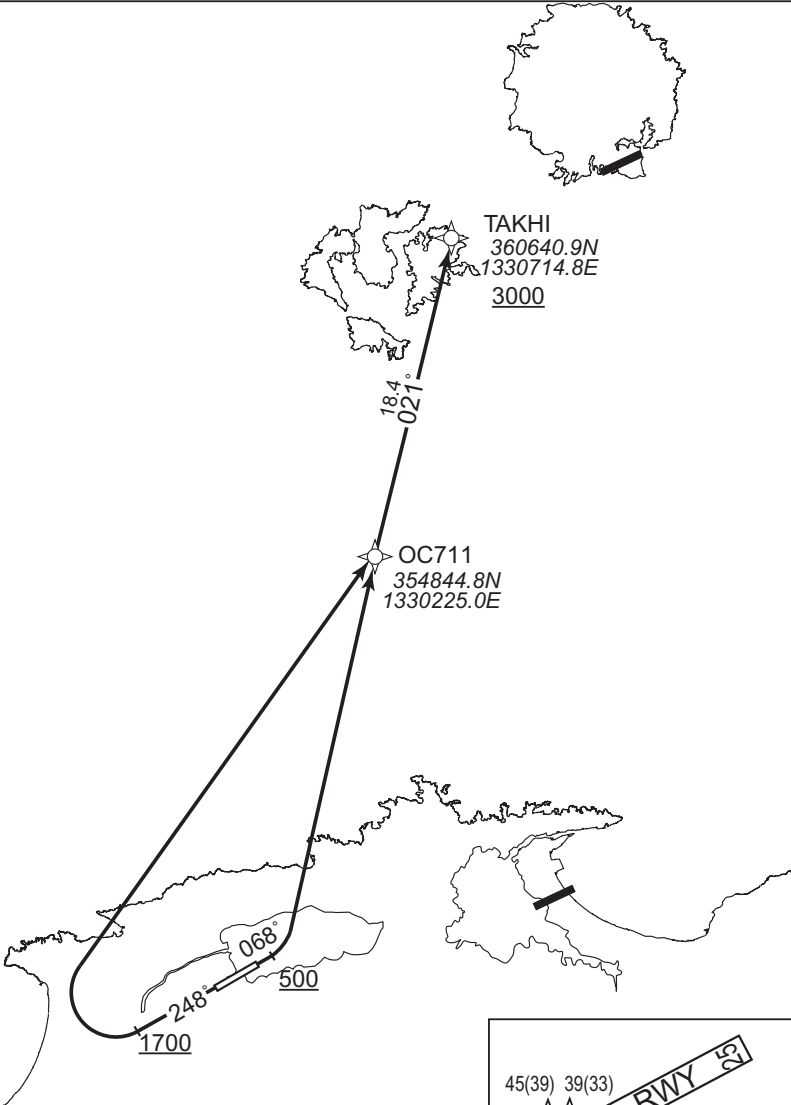 TAKHI
360640.9N
1330714.8E
3000
18.4
021°
OC711
354844.8N
1330225.0E
068°
500
248°
1700
45(39) 39(33)
RWY 25